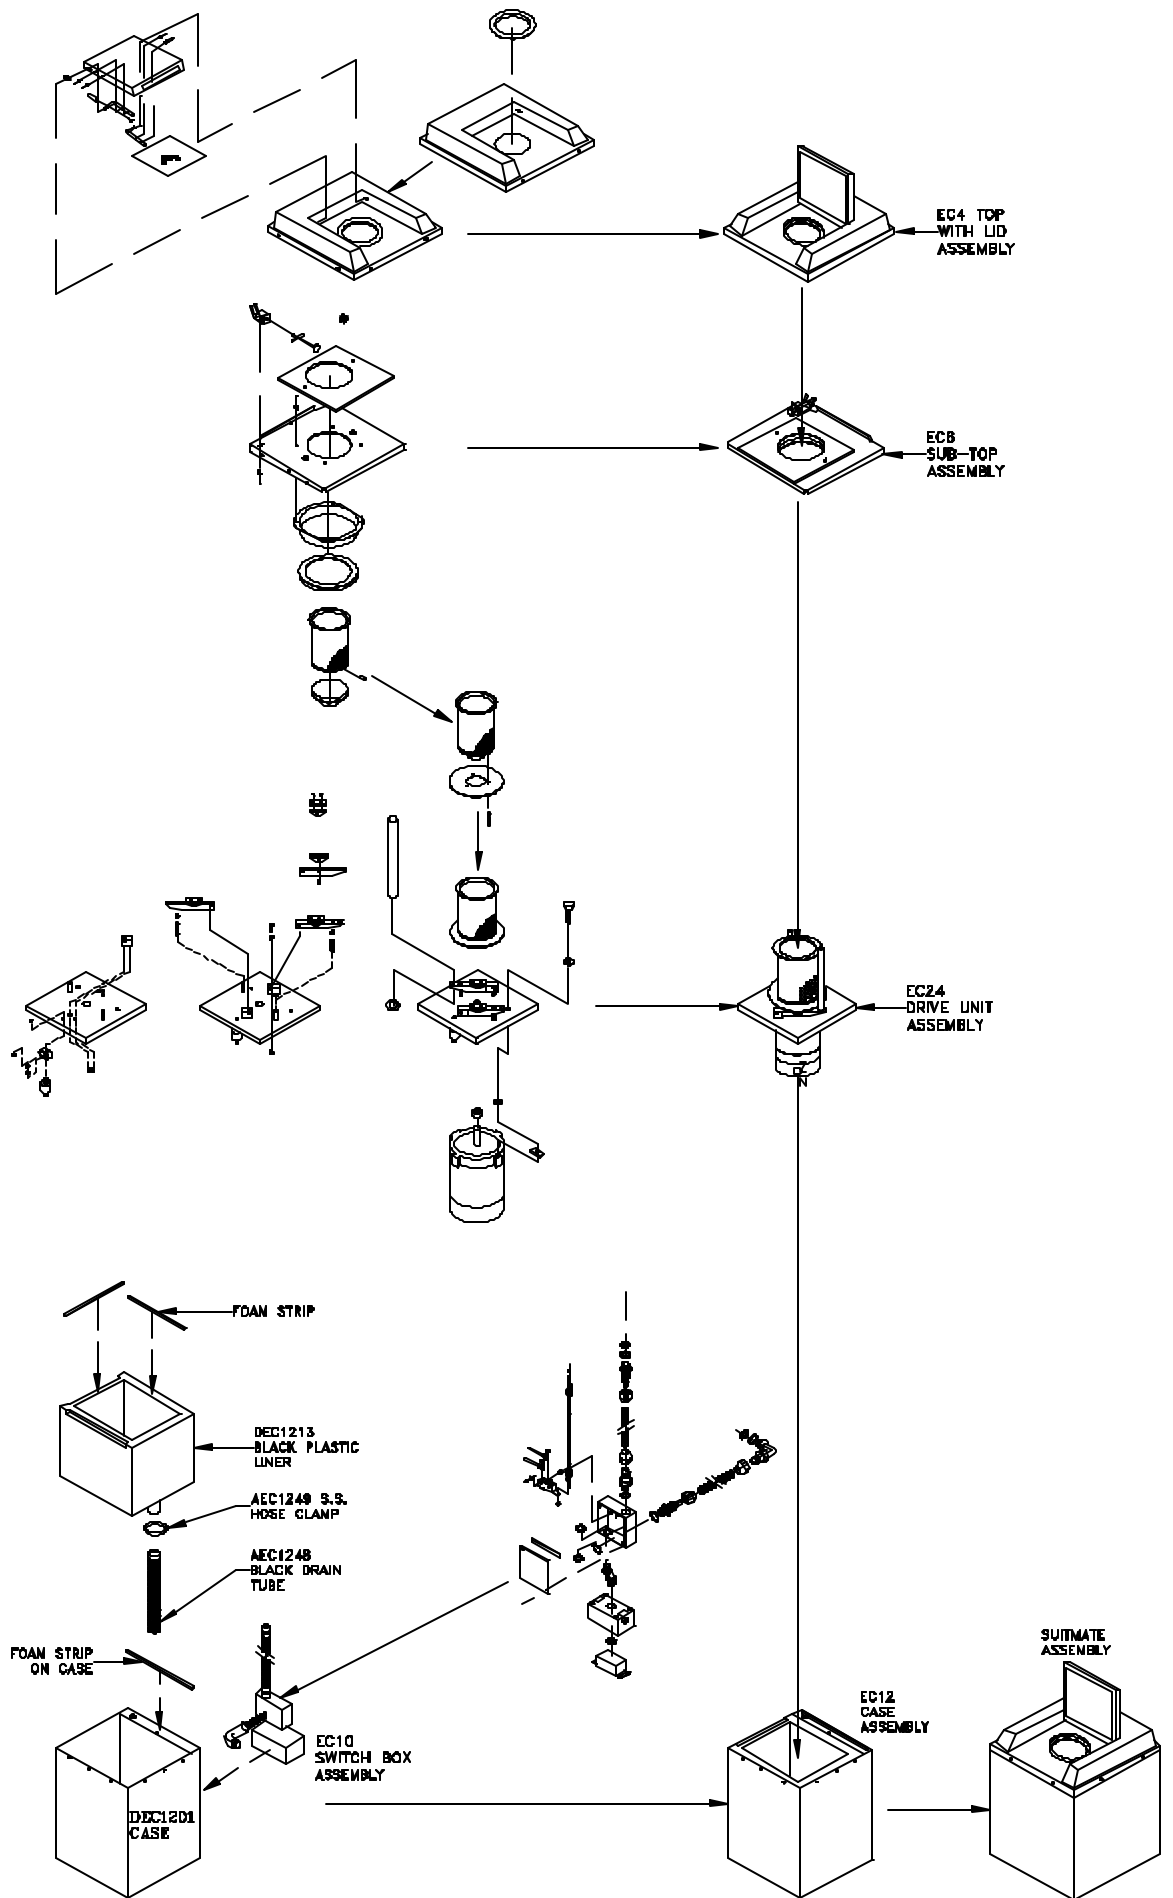 EC4 TOP
WITH LID
ASSEMBLY
EC6
SUB-TOP
ASSEMBLY
EC24
DRIVE UNIT
ASSEMBLY
FOAM STRIP
DEC1213
BLACK PLASTIC
LINER
AEC1249 S.S.
HOSE CLAMP
AEC1248
BLACK DRAIN
TUBE
FOAM STRIP
ON CASE
EC10
SWITCH BOX
ASSEMBLY
DEC1201
CASE
EC12
CASE
ASSEMBLY
SUITMATE
ASSEMBLY